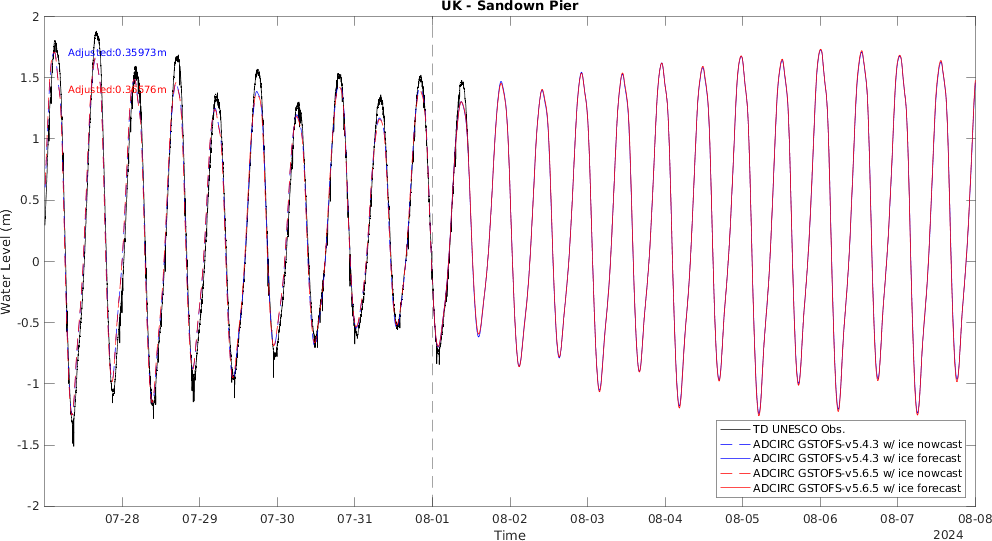 UK - Sandown Pier
2
1.5
1
0.5
0
-0.5
-1
-1.5
-2
Water Level (m)
Adjusted:0.35973m
Adjusted:0.36676m
TD UNESCO Obs.
ADCIRC GSTOFS-v5.4.3 w/ ice nowcast
ADCIRC GSTOFS-v5.4.3 w/ ice forecast
ADCIRC GSTOFS-v5.6.5 w/ ice nowcast
ADCIRC GSTOFS-v5.6.5 w/ ice forecast
07-28 07-29 07-30 07-31 08-01 08-02 08-03 08-04 08-05 08-06 08-07 08-08
Time
2024